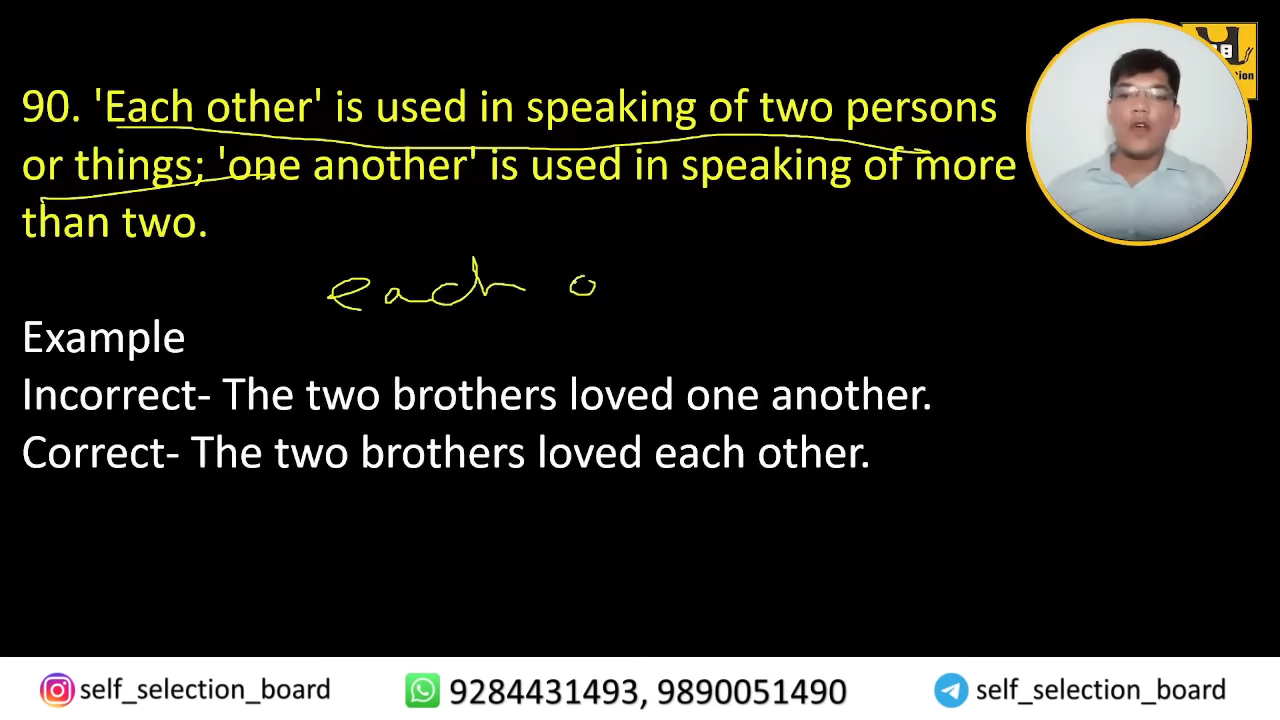 90. 'Each other' is used in speaking of two persons
or things; 'one another' is used in speaking of more
than two.
each o
Example
Incorrect- The two brothers loved one another.
Correct- The two brothers loved each other.
self_selection_board
9284431493, 9890051490
self_selection_board